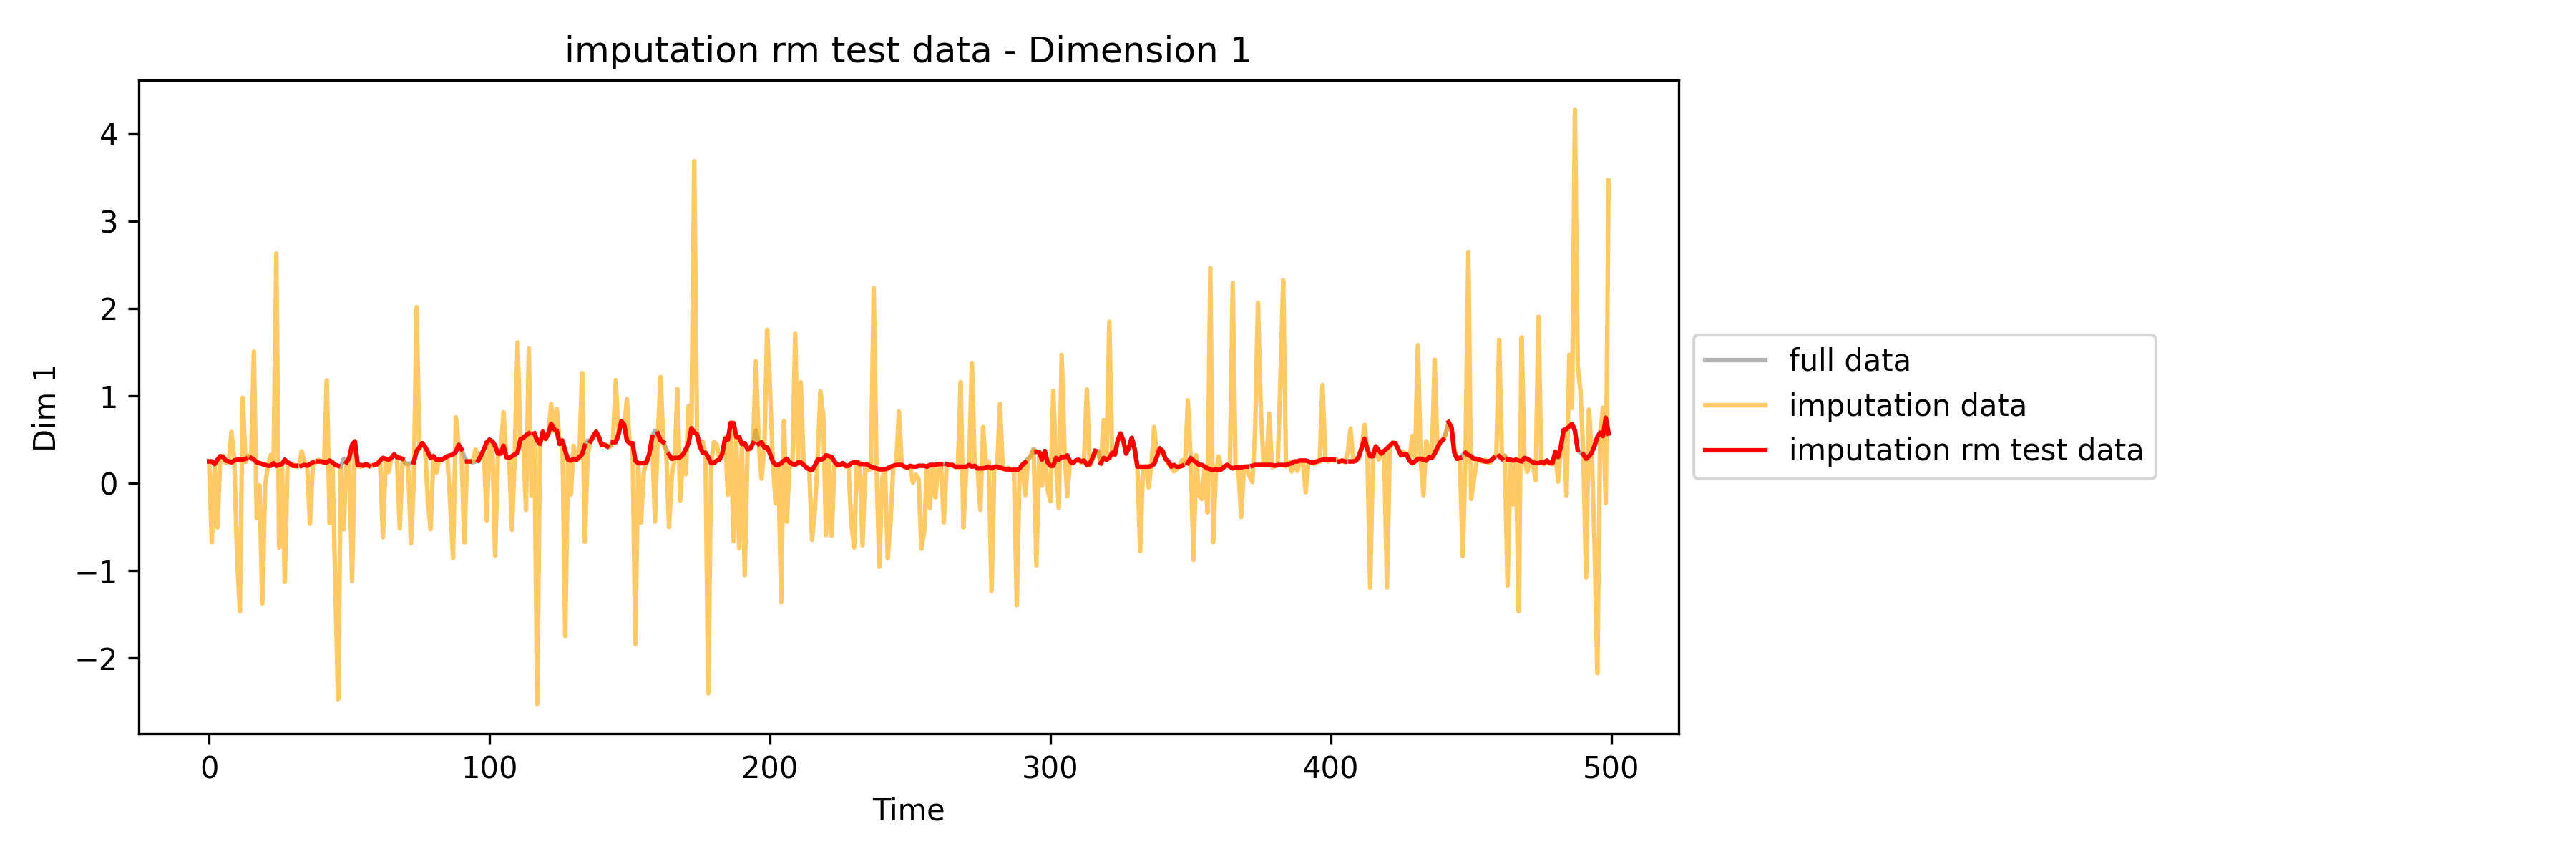 imputation rm test data - Dimension 1
4
3
2
1
0
−1
−2
Dim 1
0
100
200
300
400
500
Time
full data
imputation data
imputation rm test data